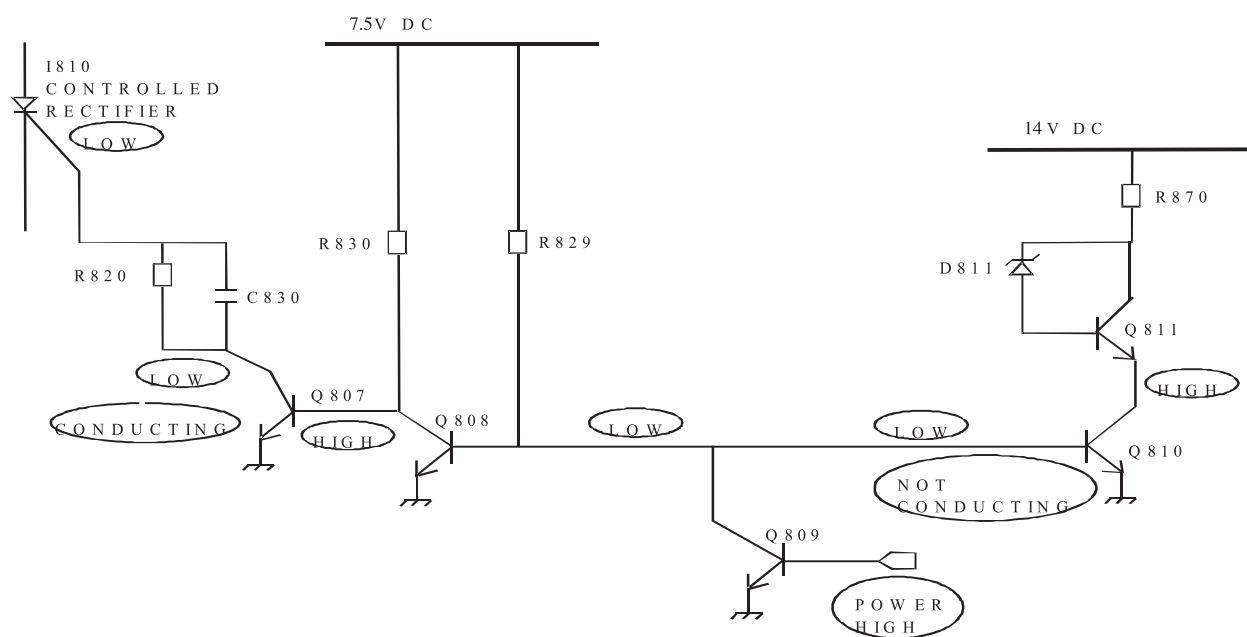 7.5V DC
I810
CONTROLLED
RECTIFIER
LOW
14V DC
R870
R830
R829
R820
D811
C830
Q811
LOW
HIGH
Q807
Q808
CONDUCTING
HIGH
LOW
LOW
Q810
NOT
CONDUCTING
Q809
POWER
HIGH